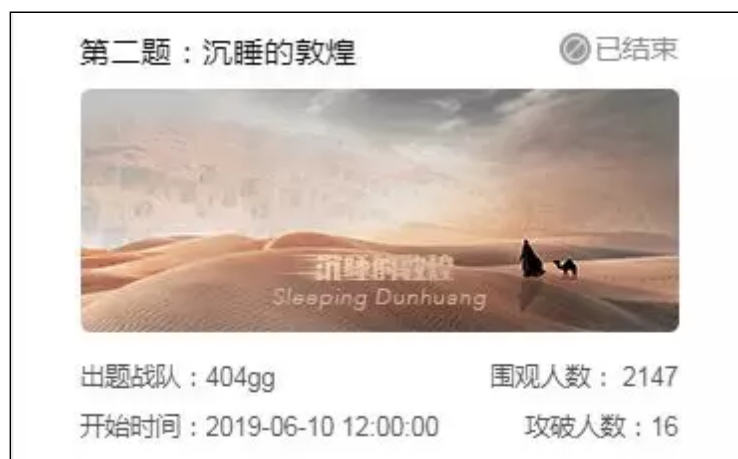 第二题：沉睡的敦煌
已结束
沉睡的敦煌
Sleeping Dunhuang
出题战队：404gg
围观人数： 2147
开始时间：2019-06-10 12:00:00
攻破人数：16